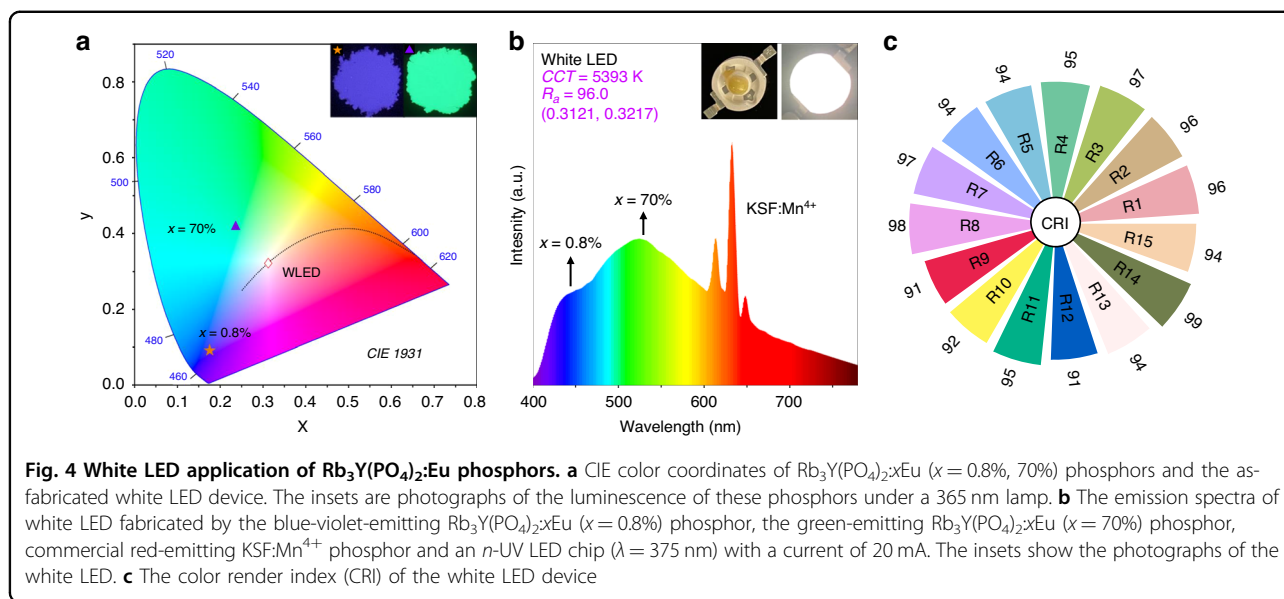 a
b
c
520
540
560
580
600
620
500
480
460
0.8
0.6
0.4
0.2
0.0
y
0.0 0.1 0.2 0.3 0.4 0.5 0.6 0.7 0.8
X
x = 70%
WLED
x = 0.8%
CIE 1931
White LED
CCT = 5393 K
Ra = 96.0
(0.3121, 0.3217)
x = 70%
x = 0.8%
KSF:Mn⁴⁺
Intesnity (a.u.)
400 500 600 700
Wavelength (nm)
CRI
R1 96
R2 96
R3 97
R4 95
R5 94
R6 94
R7 97
R8 98
R9 91
R10 92
R11 95
R12 91
R13 94
R14 99
R15 94
Fig. 4 White LED application of Rb₃Y(PO₄)₂:Eu phosphors. a CIE color coordinates of Rb₃Y(PO₄)₂:xEu (x = 0.8%, 70%) phosphors and the as-
fabricated white LED device. The insets are photographs of the luminescence of these phosphors under a 365 nm lamp. b The emission spectra of
white LED fabricated by the blue-violet-emitting Rb₃Y(PO₄)₂:xEu (x = 0.8%) phosphor, the green-emitting Rb₃Y(PO₄)₂:xEu (x = 70%) phosphor,
commercial red-emitting KSF:Mn⁴⁺ phosphor and an n-UV LED chip (λ = 375 nm) with a current of 20 mA. The insets show the photographs of the
white LED. c The color render index (CRI) of the white LED device